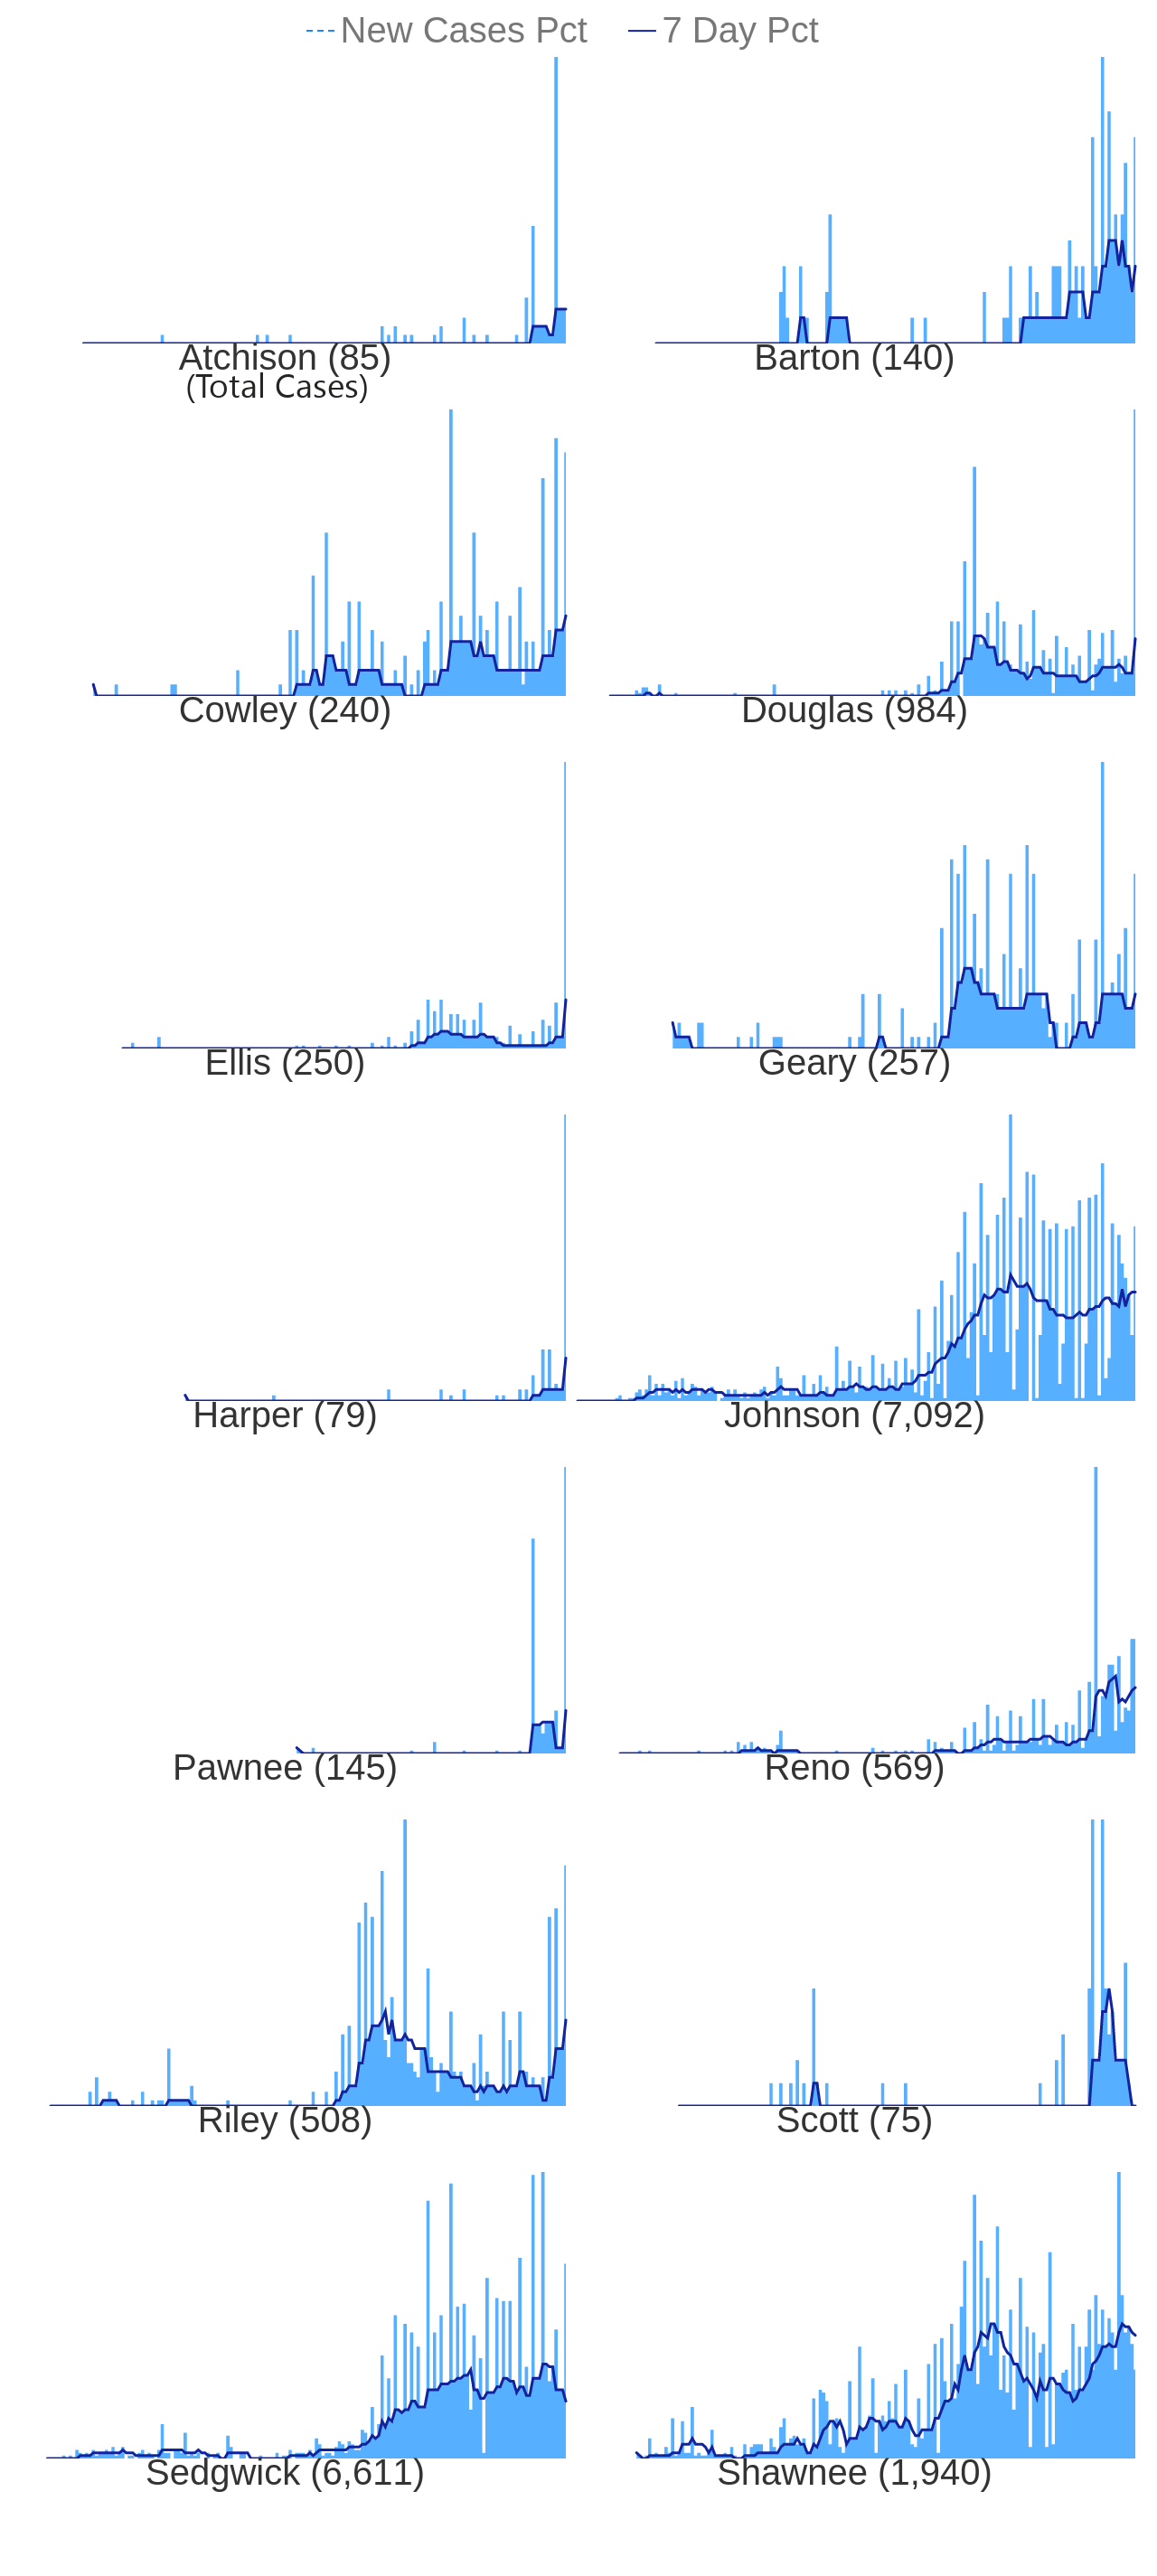 New Cases Pct 7 Day Pct
Atchison (85) Barton (140)
(Total Cases)
Cowley (240) Douglas (984)
Ellis (250) Geary (257)
Harper (79) Johnson (7,092)
Pawnee (145) Reno (569)
Riley (508) Scott (75)
Sedgwick (6,611) Shawnee (1,940)